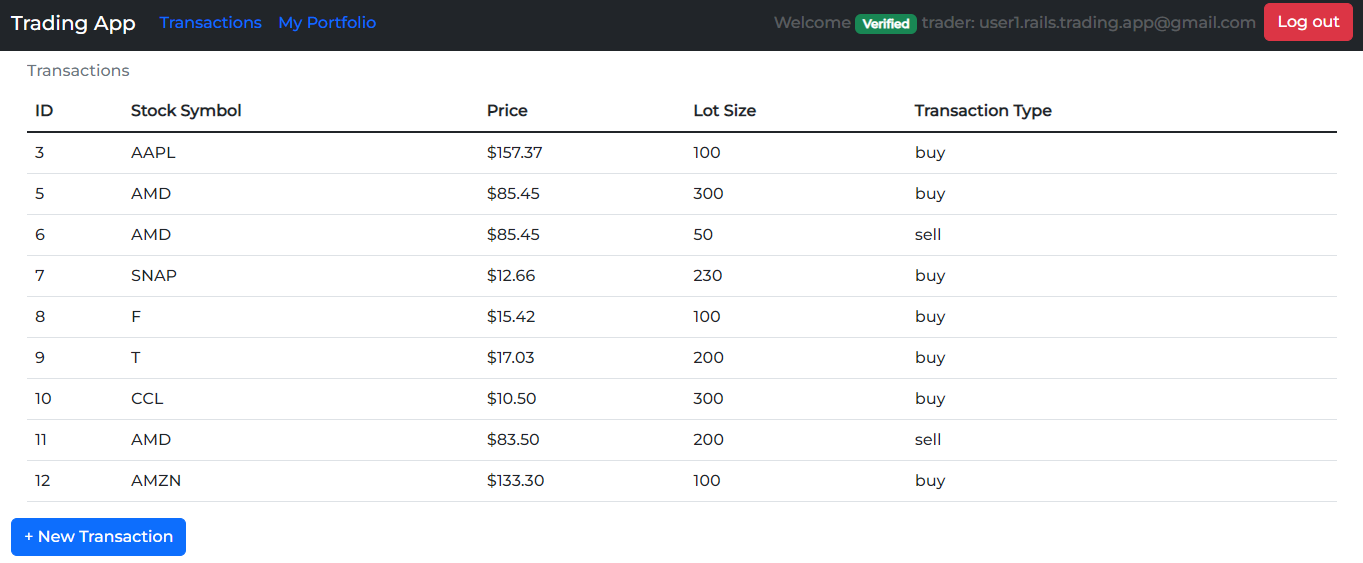 Trading App Transactions My Portfolio Welcome Verified trader: user1.rails.trading.app@gmail.com Log out
Transactions
ID Stock Symbol Price Lot Size Transaction Type
3 AAPL $157.37 100 buy
5 AMD $85.45 300 buy
6 AMD $85.45 50 sell
7 SNAP $12.66 230 buy
8 F $15.42 100 buy
9 T $17.03 200 buy
10 CCL $10.50 300 buy
11 AMD $83.50 200 sell
12 AMZN $133.30 100 buy
+ New Transaction